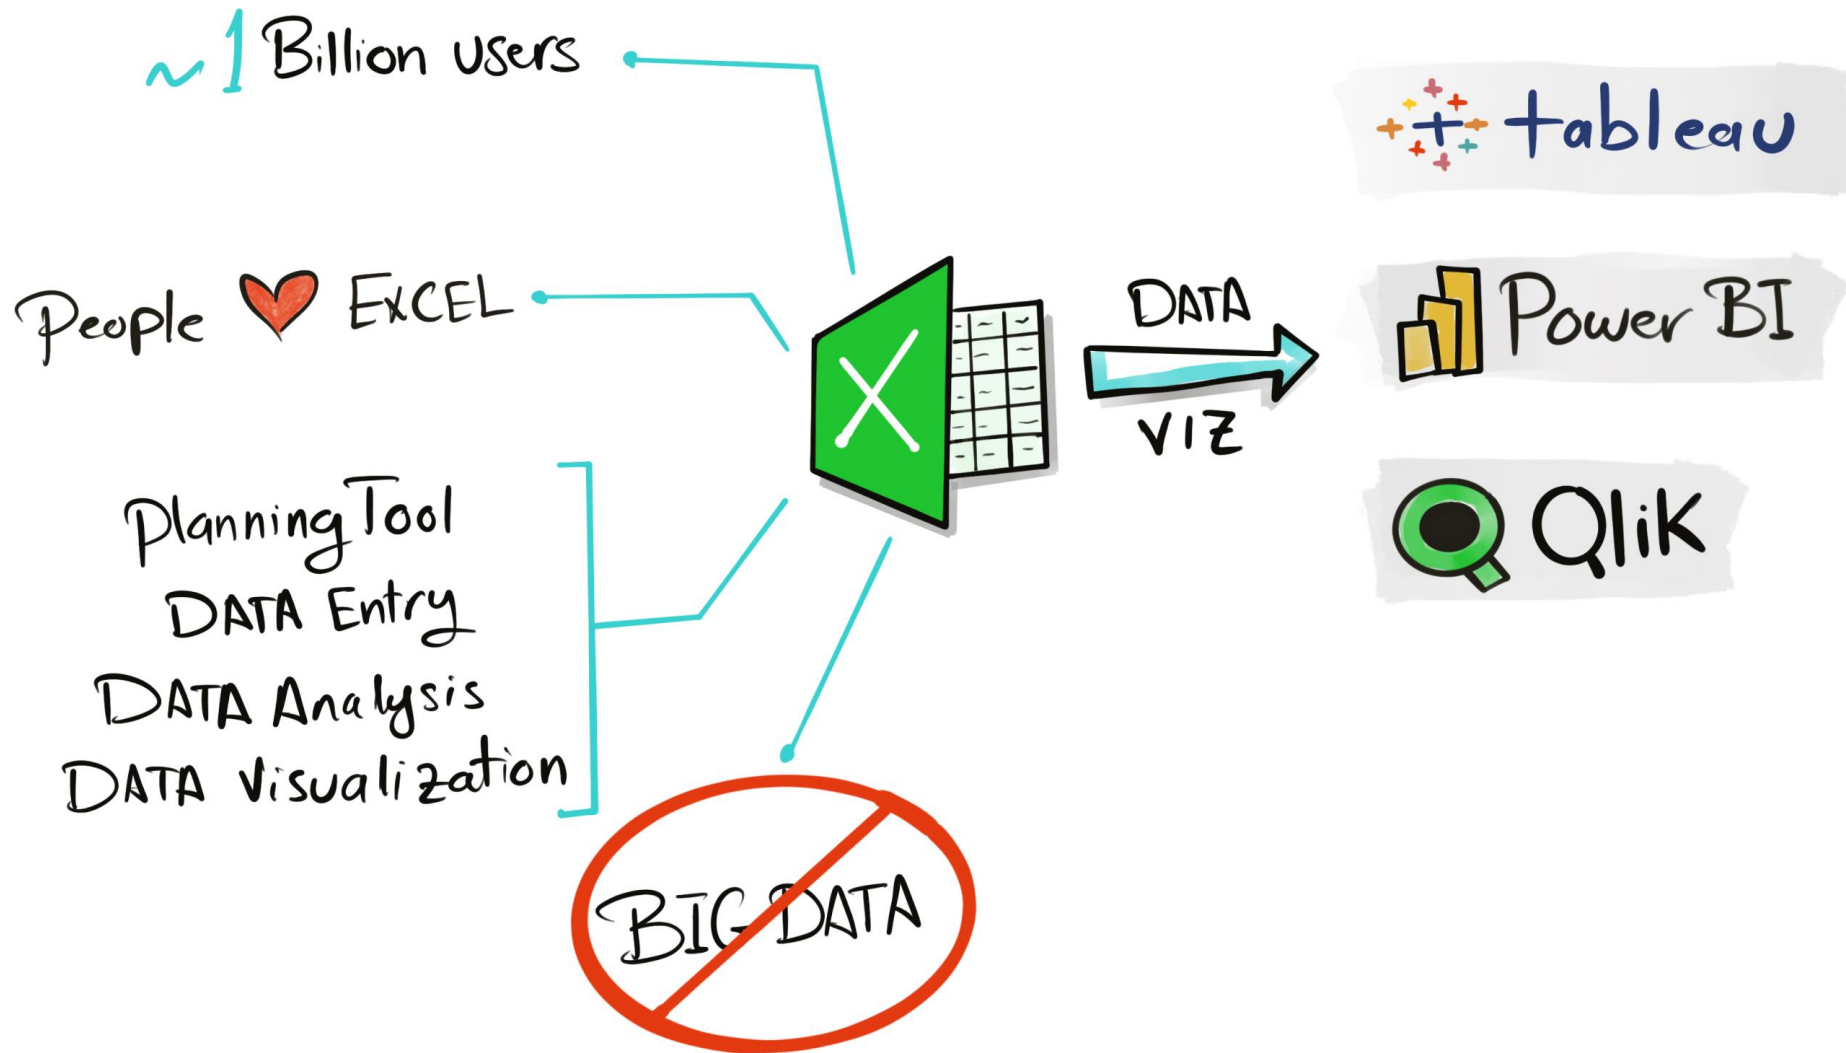 ~1 Billion users
People ❤ EXCEL
Planning Tool
DATA Entry
DATA Analysis
DATA Visualization
BIG DATA
X
DATA
VIZ
tableau
Power BI
Qlik